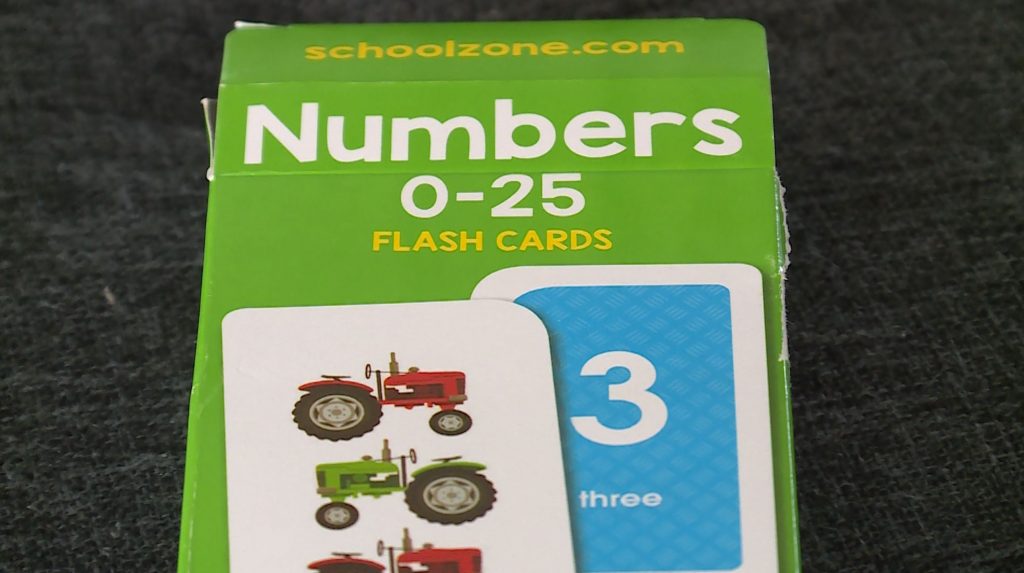 schoolzone.com
Numbers
0-25
FLASH CARDS
3
three